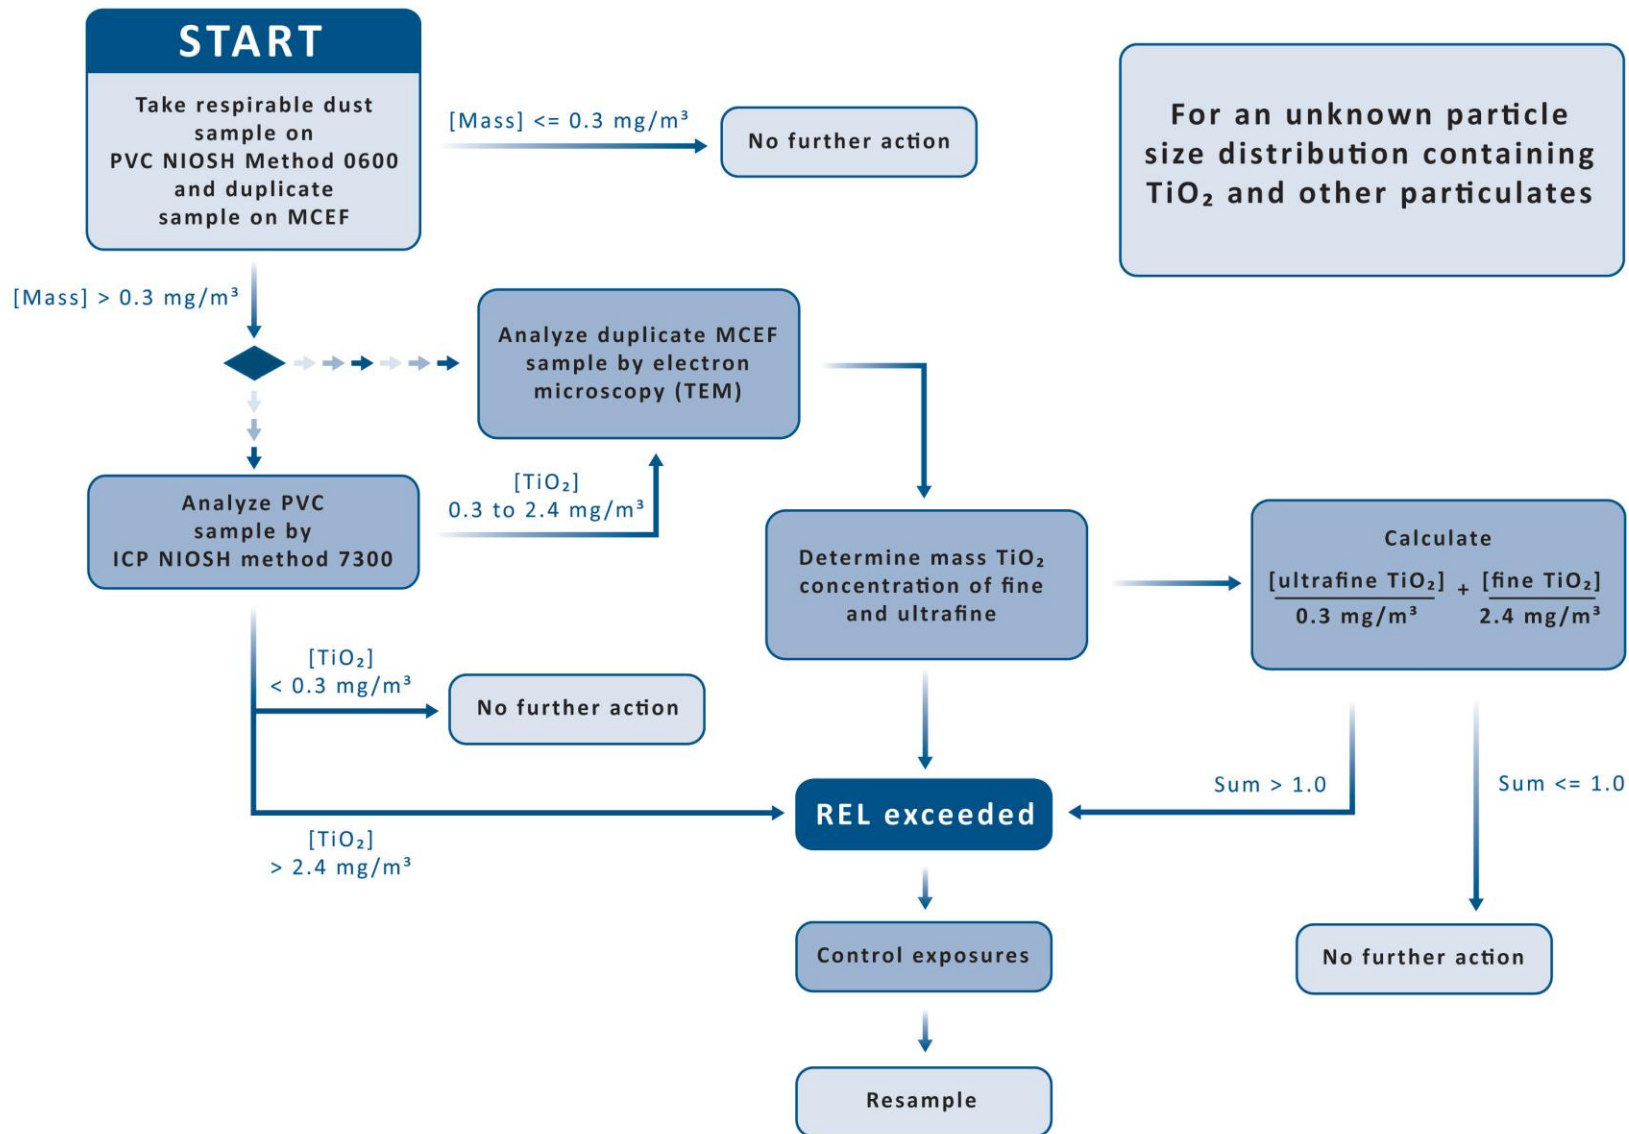 START
Take respirable dust
sample on
PVC NIOSH Method 0600
and duplicate
sample on MCEF
[Mass] <= 0.3 mg/m³
No further action
For an unknown particle
size distribution containing
TiO₂ and other particulates
[Mass] > 0.3 mg/m³
Analyze duplicate MCEF
sample by electron
microscopy (TEM)
Analyze PVC
sample by
ICP NIOSH method 7300
[TiO₂]
0.3 to 2.4 mg/m³
Determine mass TiO₂
concentration of fine
and ultrafine
Calculate
[ultrafine TiO₂] + [fine TiO₂]
0.3 mg/m³ 2.4 mg/m³
[TiO₂]
< 0.3 mg/m³
No further action
[TiO₂]
> 2.4 mg/m³
REL exceeded
Sum > 1.0
Sum <= 1.0
Control exposures
No further action
Resample